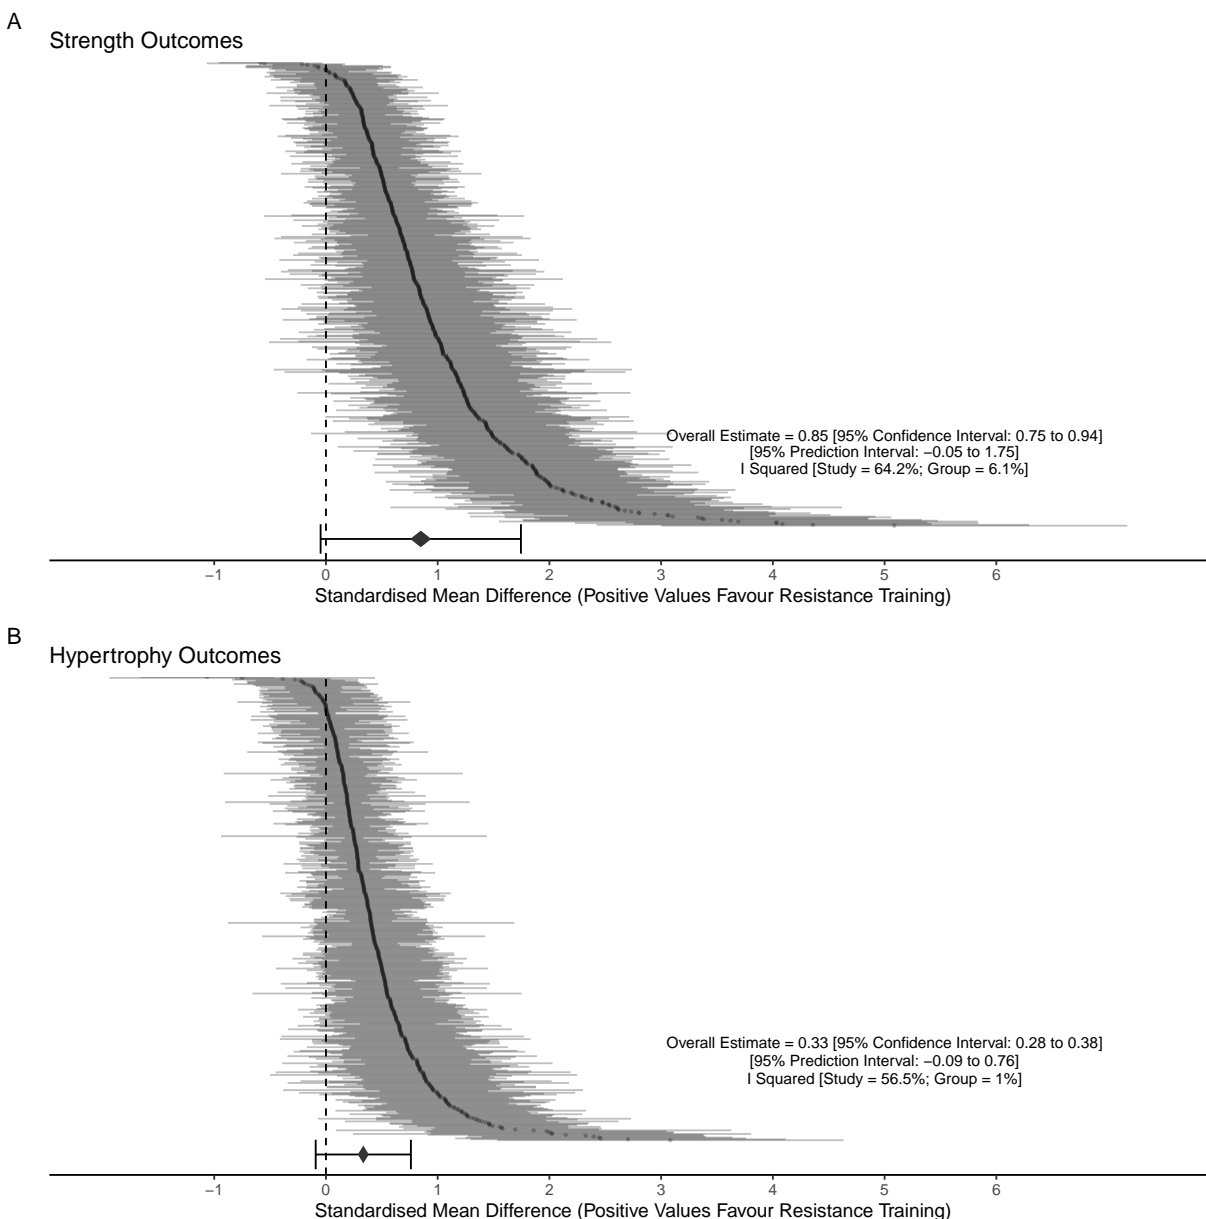 A
Strength Outcomes
Overall Estimate = 0.85 [95% Confidence Interval: 0.75 to 0.94]
[95% Prediction Interval: −0.05 to 1.75]
I Squared [Study = 64.2%; Group = 6.1%]
−1 0 1 2 3 4 5 6
Standardised Mean Difference (Positive Values Favour Resistance Training)
B
Hypertrophy Outcomes
Overall Estimate = 0.33 [95% Confidence Interval: 0.28 to 0.38]
[95% Prediction Interval: −0.09 to 0.76]
I Squared [Study = 56.5%; Group = 1%]
−1 0 1 2 3 4 5 6
Standardised Mean Difference (Positive Values Favour Resistance Training)